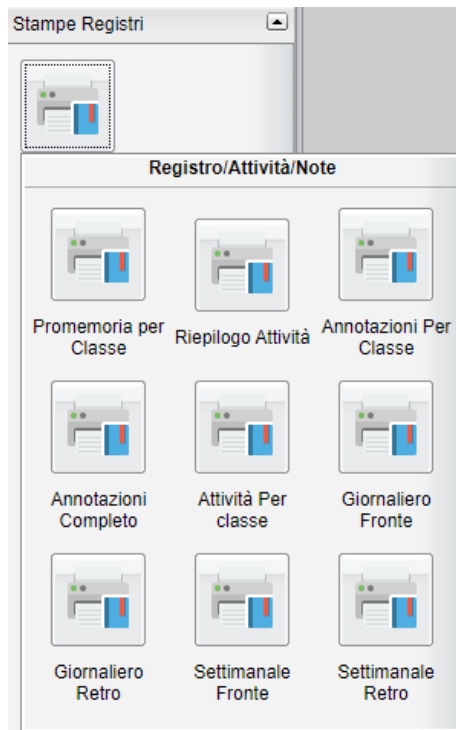 Stampe Registri
Registro/Attività/Note
Promemoria per
Classe
Riepilogo Attività
Annotazioni Per
Classe
Annotazioni
Completo
Attività Per
classe
Giornaliero
Fronte
Giornaliero
Retro
Settimanale
Fronte
Settimanale
Retro